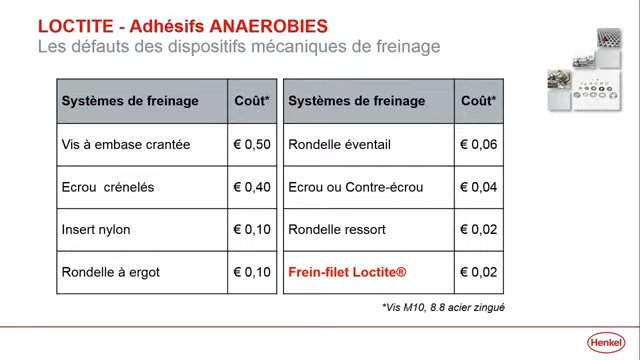 LOCTITE - Adhésifs ANAEROBIES
Les défauts des dispositifs mécaniques de freinage
Systèmes de freinage Coût* Systèmes de freinage Coût*
Vis à embase crantée € 0,50 Rondelle éventail € 0,06
Ecrou crénelés € 0,40 Ecrou ou Contre-écrou € 0,04
Insert nylon € 0,10 Rondelle ressort € 0,02
Rondelle à ergot € 0,10 Frein-filet Loctite® € 0,02
*Vis M10, 8.8 acier zingué
Henkel